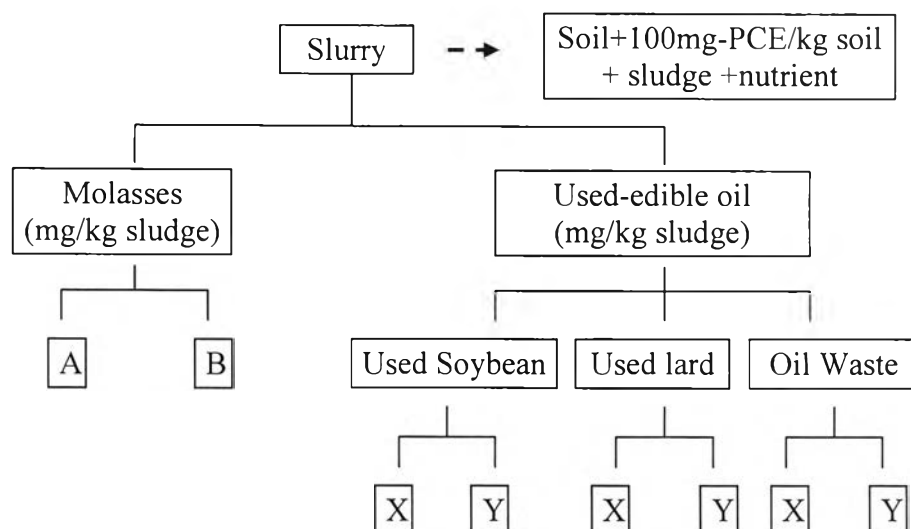 Slurry
Soil+100mg-PCE/kg soil
+ sludge +nutrient
Molasses
(mg/kg sludge)
Used-edible oil
(mg/kg sludge)
A
B
Used Soybean
Used lard
Oil Waste
X
Y
X
Y
X
Y